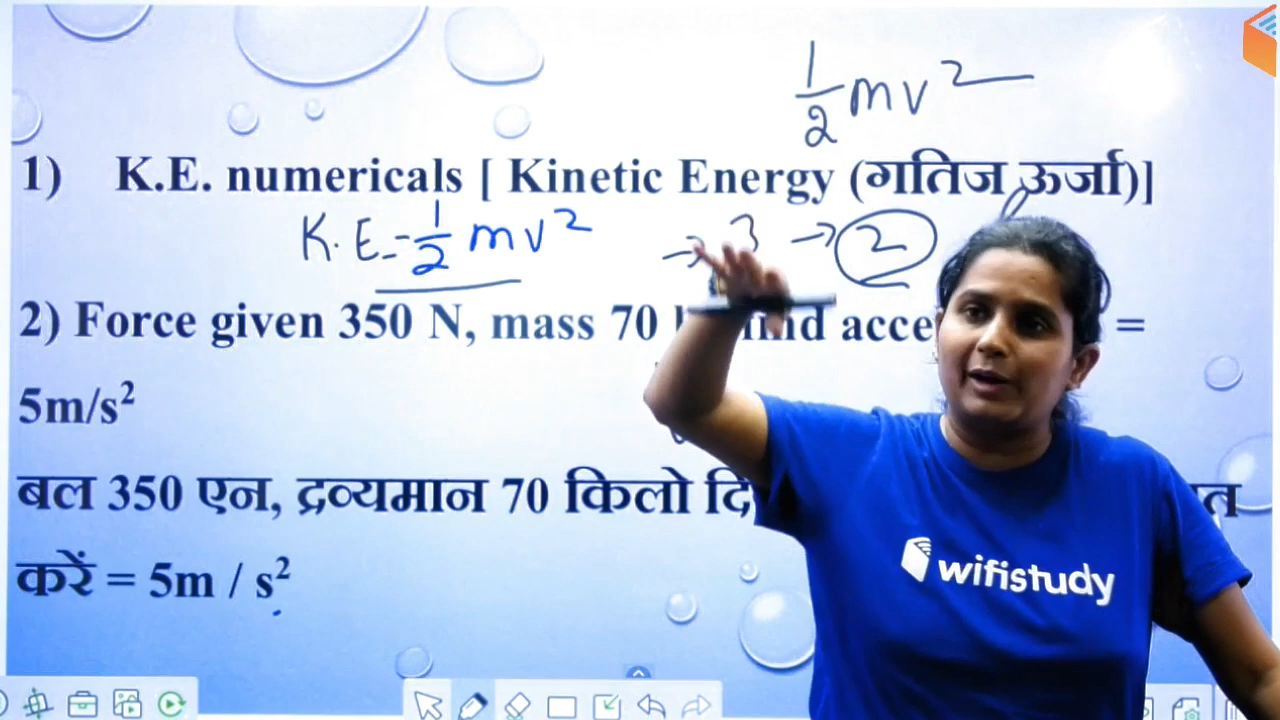 ½ mv²
1) K.E. numericals [ Kinetic Energy (गतिज ऊर्जा)]
K.E = ½ mv² → 3 → 2
2) Force given 350 N, mass 70 =
5m/s²
बल 350 एन, द्रव्यमान 70 किलो
करें = 5m / s²
wifistudy